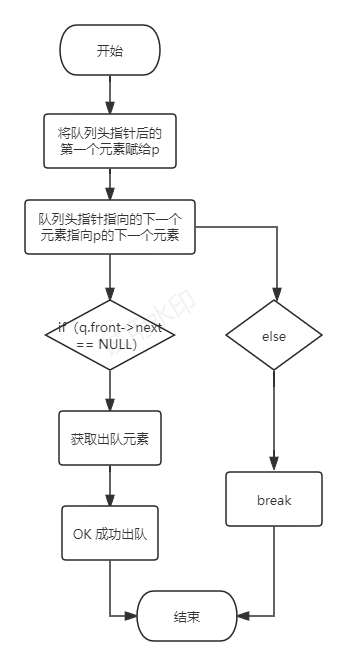 开始
将队列头指针后的
第一个元素赋给p
队列头指针指向的下一个
元素指向p的下一个元素
if（q.front->next
== NULL）
else
获取出队元素
OK 成功出队
break
结束